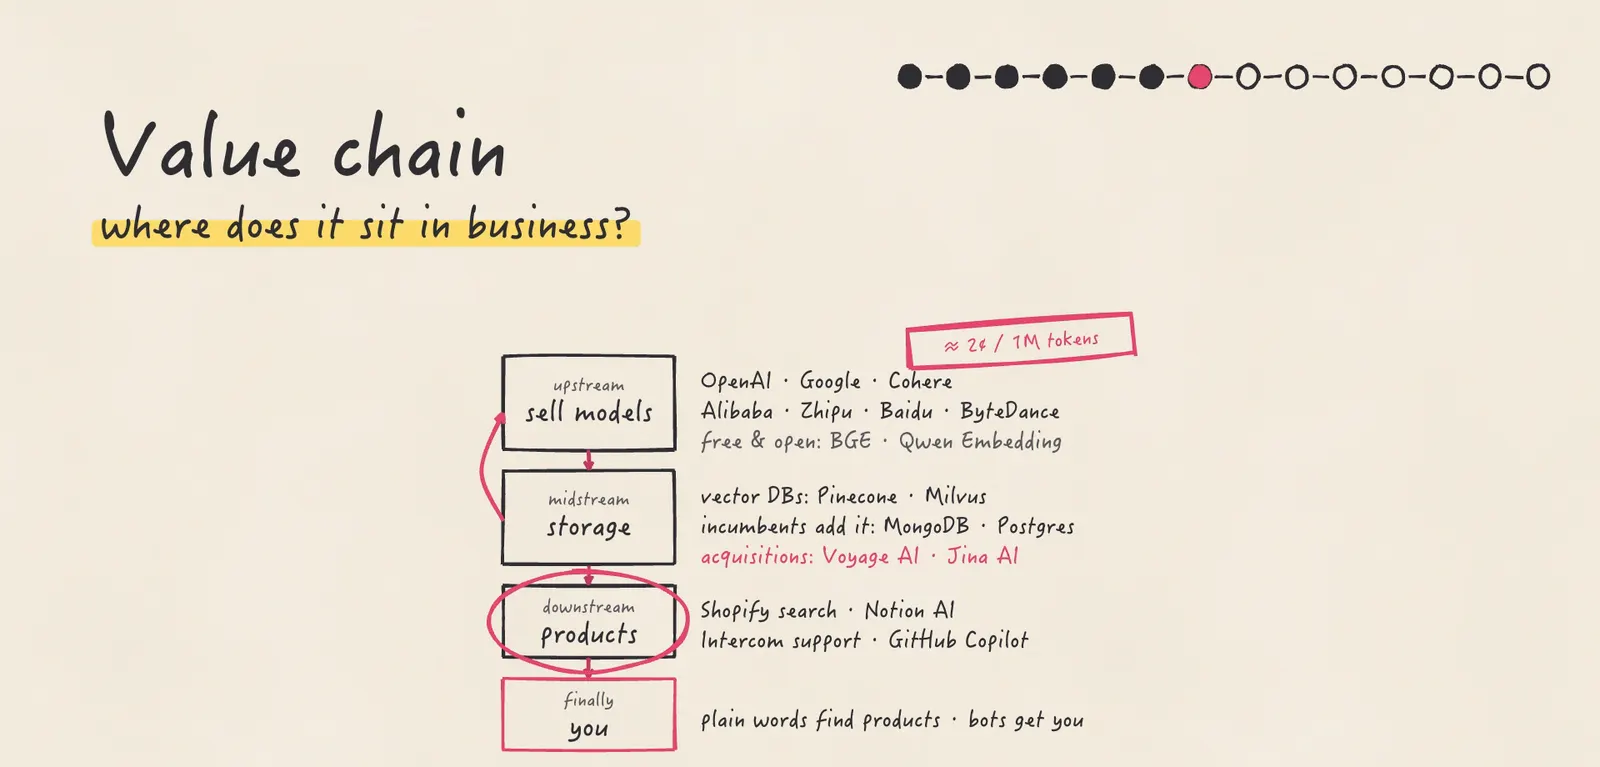 Value chain
where does it sit in business?
≈ 2¢ / 1M tokens
upstream
sell models
OpenAI · Google · Cohere
Alibaba · Zhipu · Baidu · ByteDance
free & open: BGE · Qwen Embedding
midstream
storage
vector DBs: Pinecone · Milvus
incumbents add it: MongoDB · Postgres
acquisitions: Voyage AI · Jina AI
downstream
products
Shopify search · Notion AI
Intercom support · GitHub Copilot
finally
you
plain words find products · bots get you